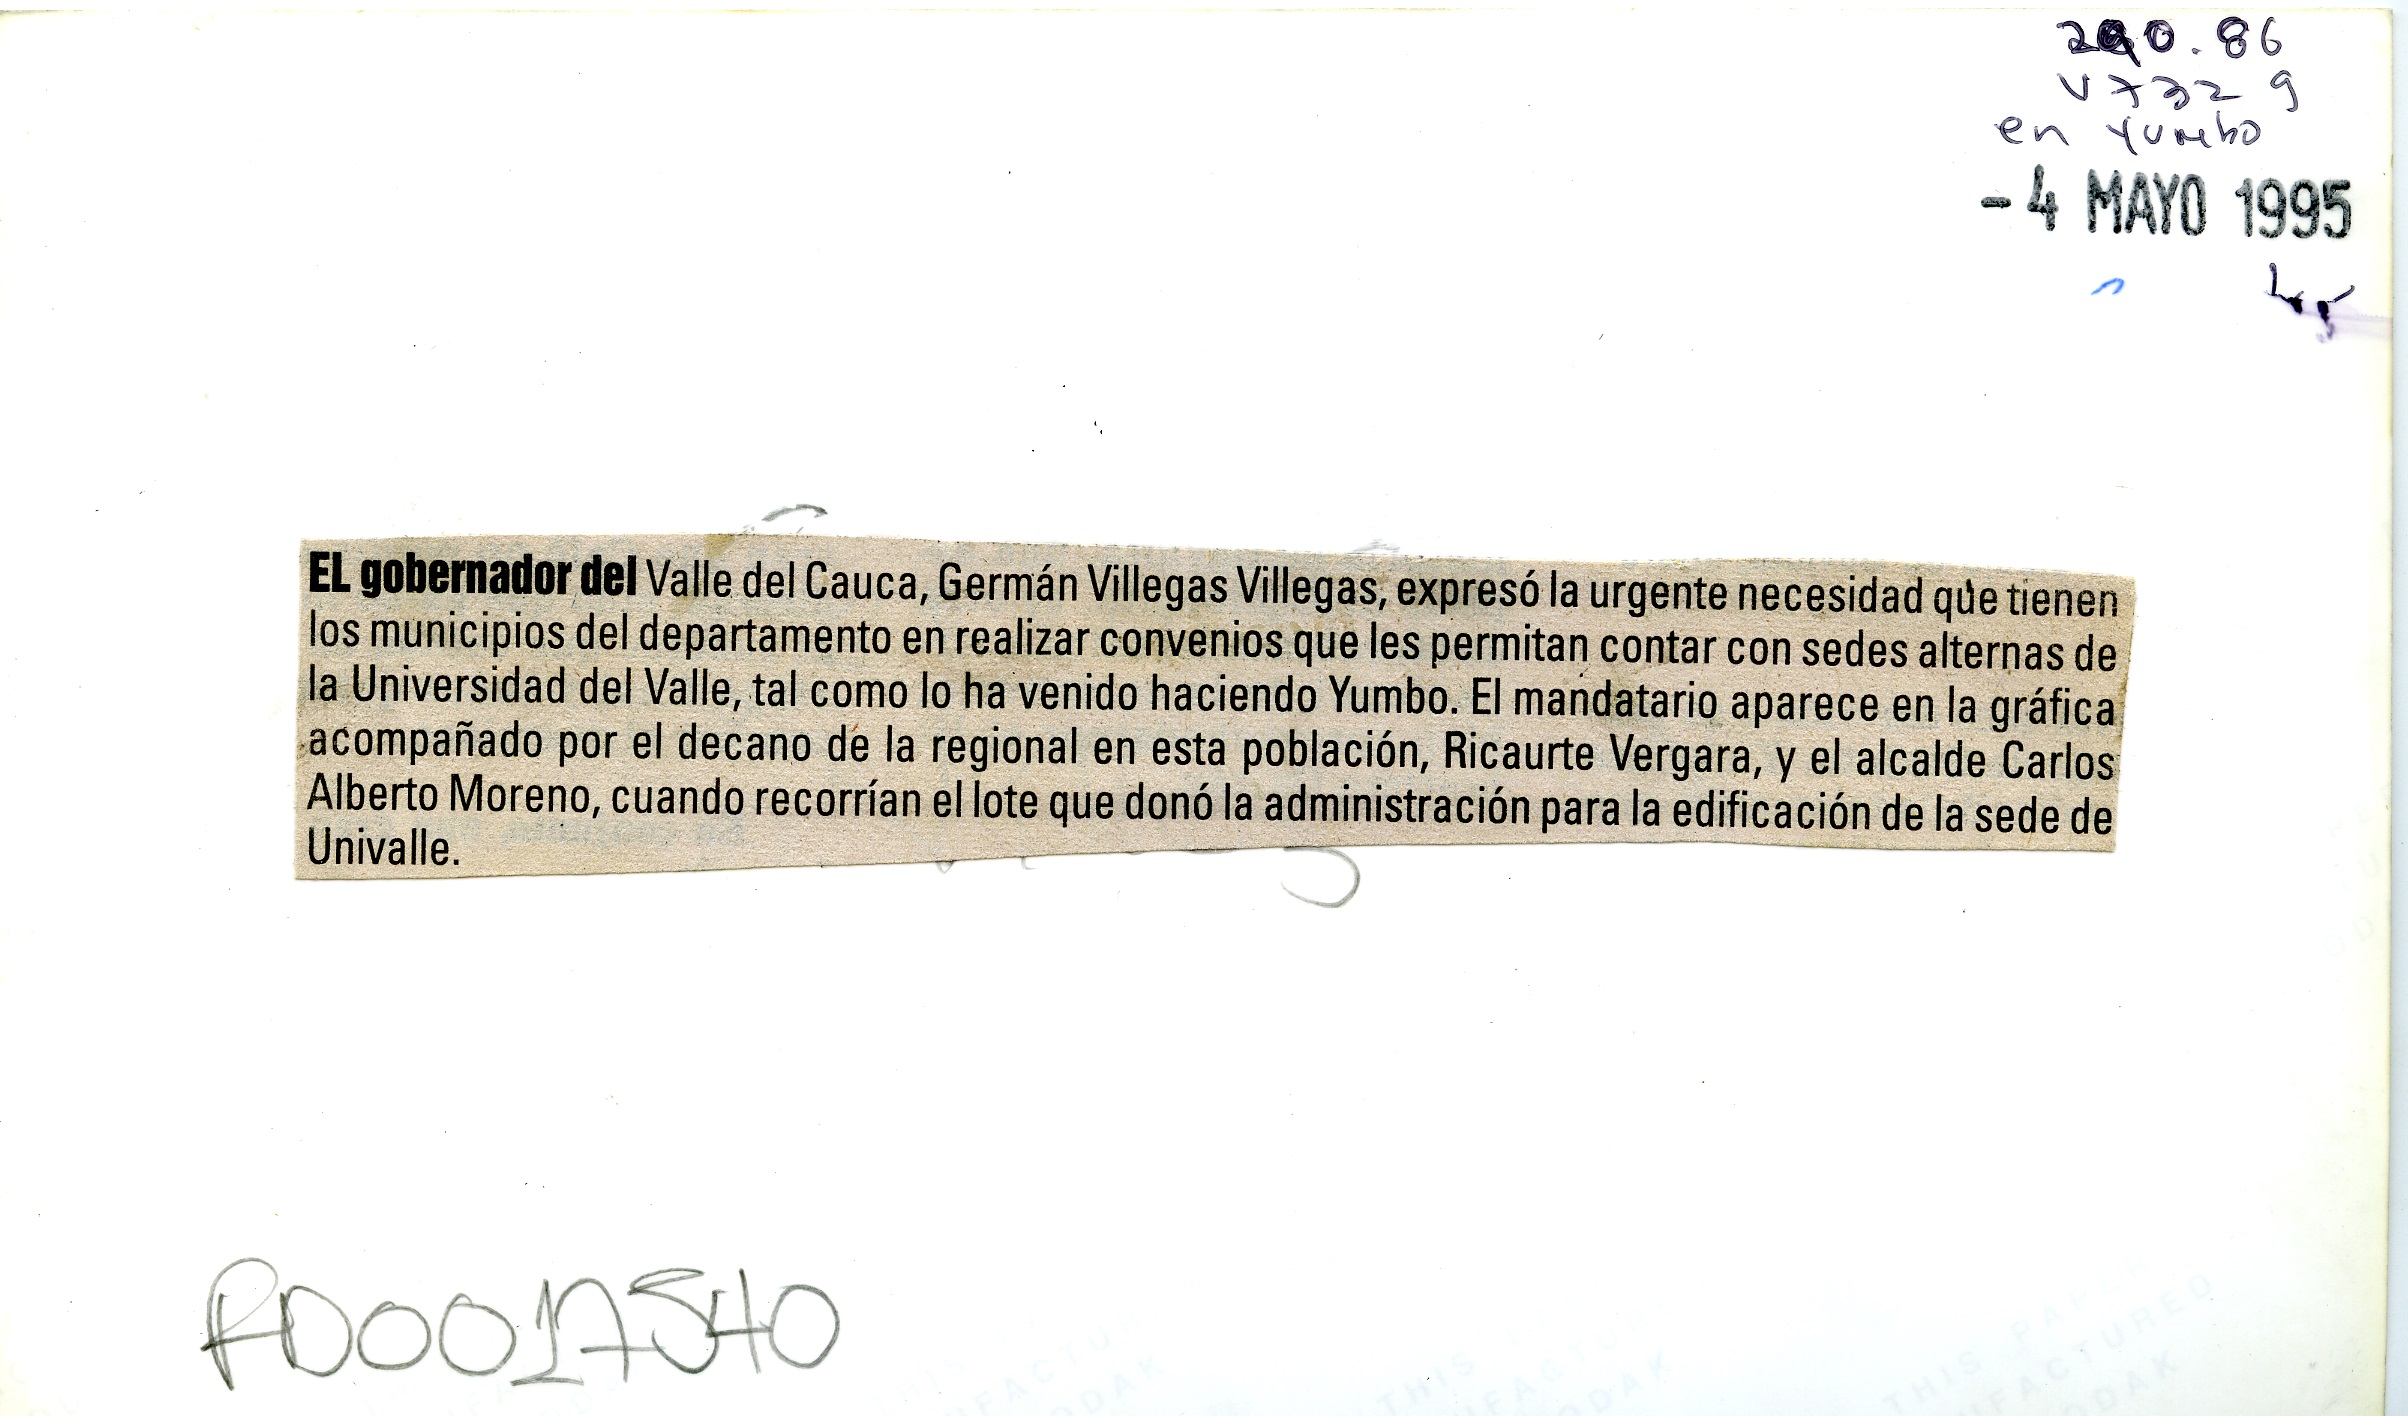 290.86
V732 g
en Yumbo
- 4 MAYO 1995
EL gobernador del Valle del Cauca, Germán Villegas Villegas, expresó la urgente necesidad que tienen
los municipios del departamento en realizar convenios que les permitan contar con sedes alternas de
la Universidad del Valle, tal como lo ha venido haciendo Yumbo. El mandatario aparece en la gráfica
acompañado por el decano de la regional en esta población, Ricaurte Vergara, y el alcalde Carlos
Alberto Moreno, cuando recorrían el lote que donó la administración para la edificación de la sede de
Univalle.
FD0017540
THIS PAPER